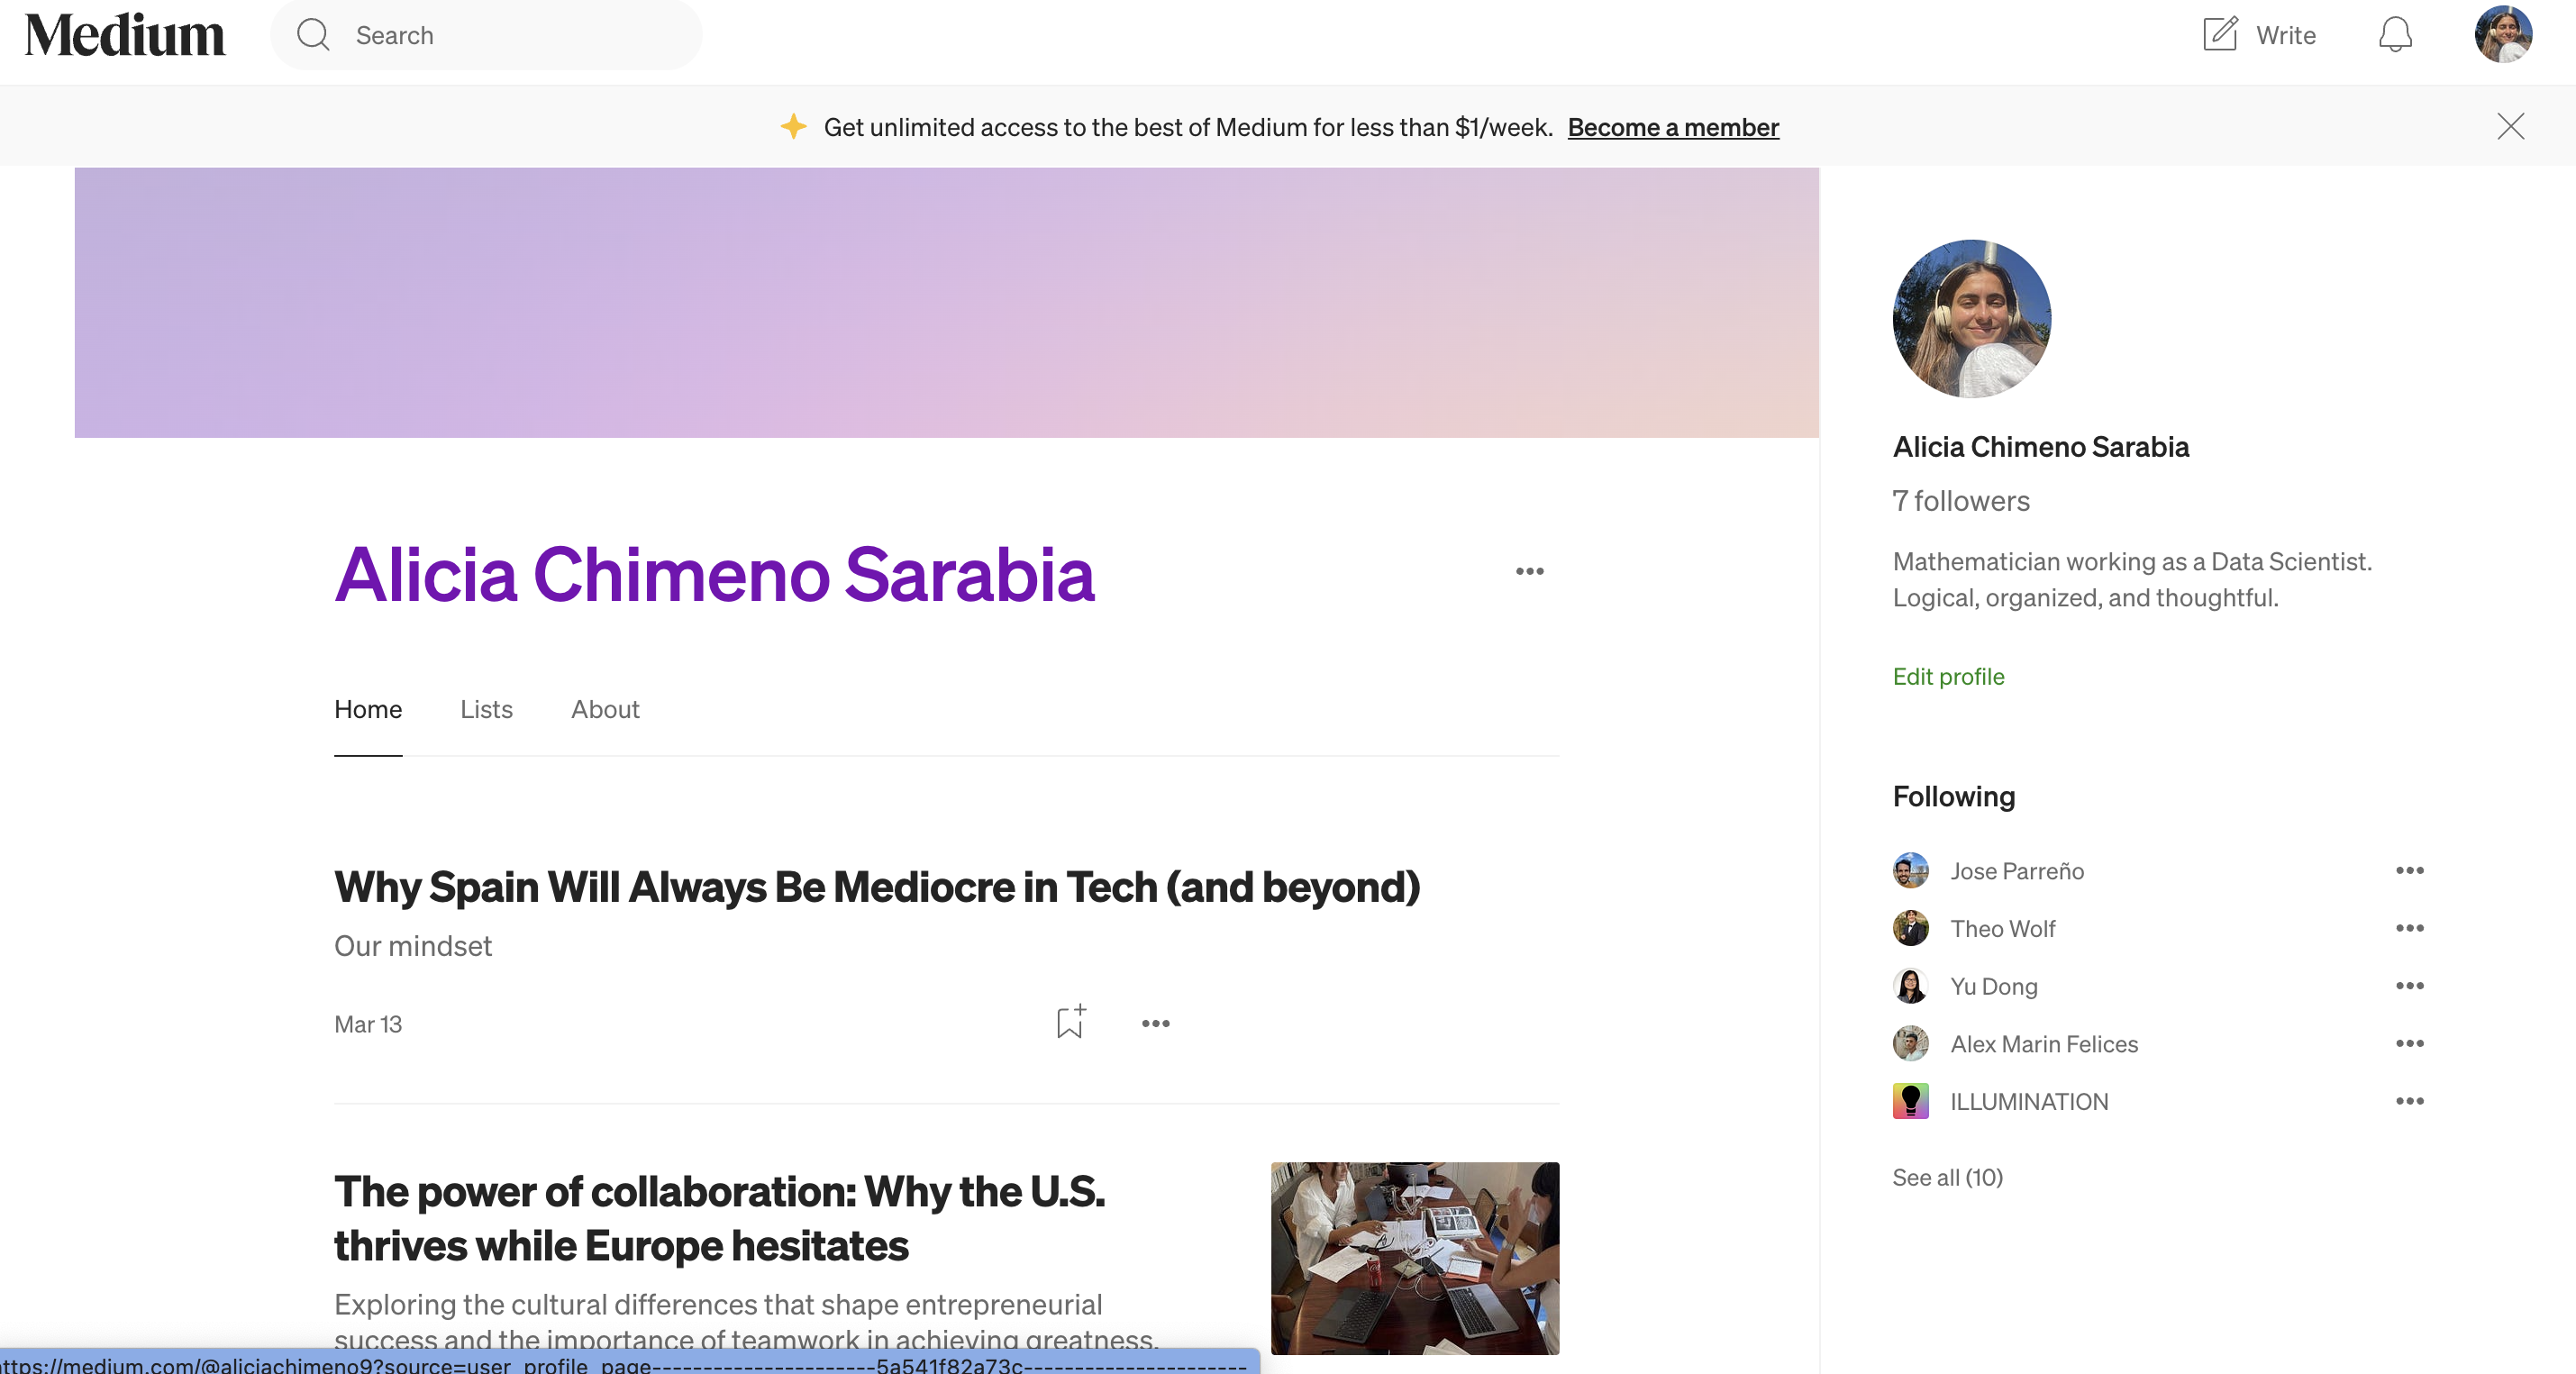 Medium
Search
Write
Get unlimited access to the best of Medium for less than $1/week. Become a member
Alicia Chimeno Sarabia
Home
Lists
About
Why Spain Will Always Be Mediocre in Tech (and beyond)
Our mindset
Mar 13
The power of collaboration: Why the U.S.
thrives while Europe hesitates
Exploring the cultural differences that shape entrepreneurial
success and the importance of teamwork in achieving greatness.
Alicia Chimeno Sarabia
7 followers
Mathematician working as a Data Scientist.
Logical, organized, and thoughtful.
Edit profile
Following
Jose Parreño
Theo Wolf
Yu Dong
Alex Marin Felices
ILLUMINATION
See all (10)
ttps://medium.com/@aliciachimeno9?source=user_profile_page----------------------5a541f82a73c----------------------